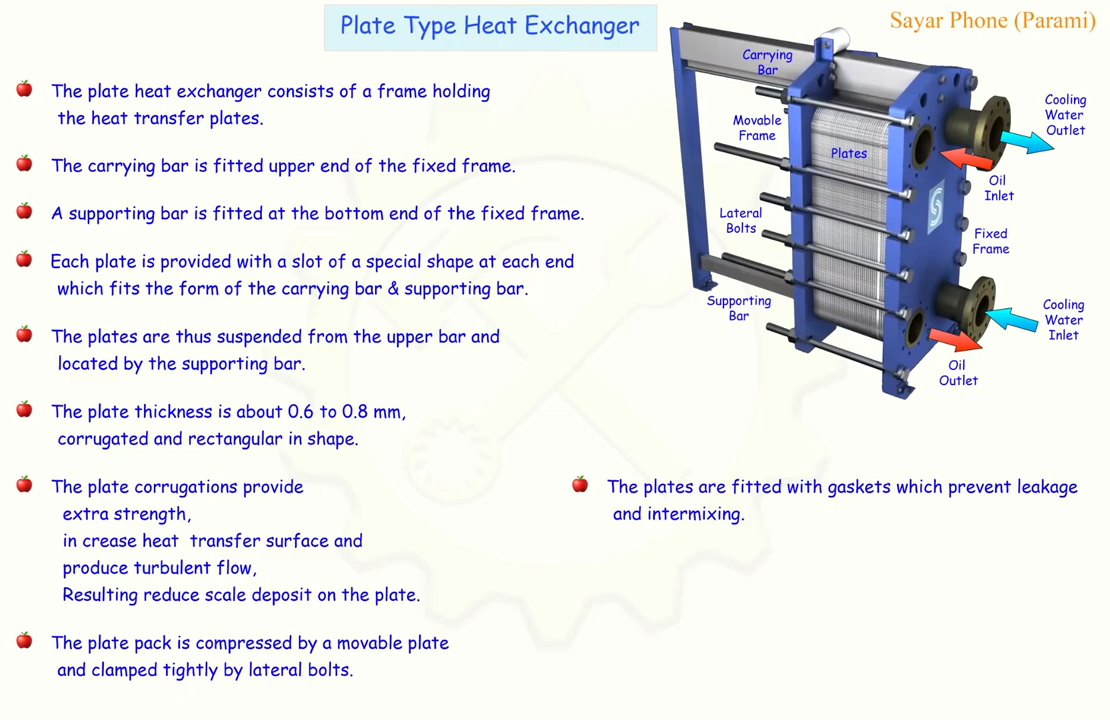 Plate Type Heat Exchanger
Sayar Phone (Parami)
The plate heat exchanger consists of a frame holding
the heat transfer plates.
The carrying bar is fitted upper end of the fixed frame.
A supporting bar is fitted at the bottom end of the fixed frame.
Each plate is provided with a slot of a special shape at each end
which fits the form of the carrying bar & supporting bar.
The plates are thus suspended from the upper bar and
located by the supporting bar.
The plate thickness is about 0.6 to 0.8 mm,
corrugated and rectangular in shape.
The plate corrugations provide
extra strength,
in crease heat transfer surface and
produce turbulent flow,
Resulting reduce scale deposit on the plate.
The plate pack is compressed by a movable plate
and clamped tightly by lateral bolts.
Carrying
Bar
Movable
Frame
Plates
Cooling
Water
Outlet
Oil
Inlet
Lateral
Bolts
Fixed
Frame
Supporting
Bar
Cooling
Water
Inlet
Oil
Outlet
The plates are fitted with gaskets which prevent leakage
and intermixing.